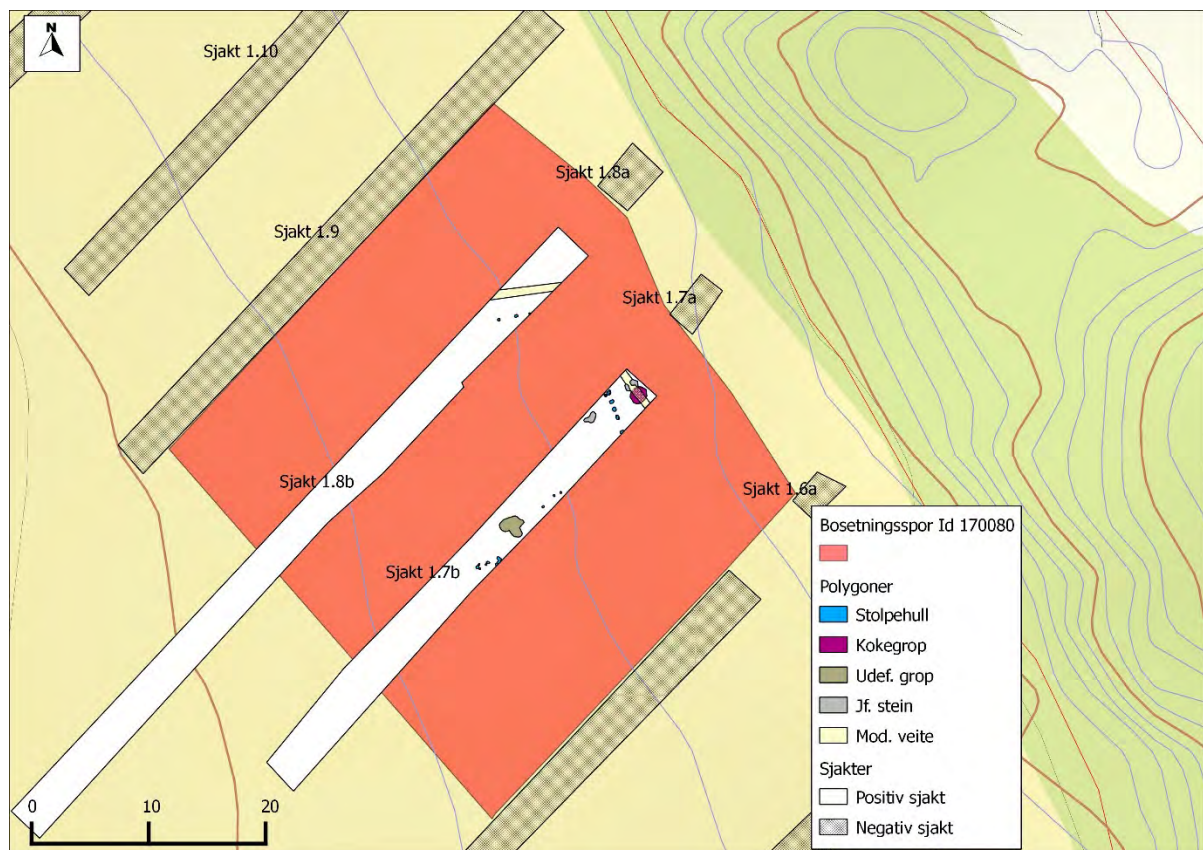 N
Sjakt 1.10
Sjakt 1.8a
Sjakt 1.9
Sjakt 1.7a
Sjakt 1.8b
Sjakt 1.6a
Sjakt 1.7b
Bosetningsspor Id 170080
Polygoner
Stolpehull
Kokegrop
Udef. grop
Jf. stein
Mod. veite
Sjakter
Positiv sjakt
Negativ sjakt
0 10 20